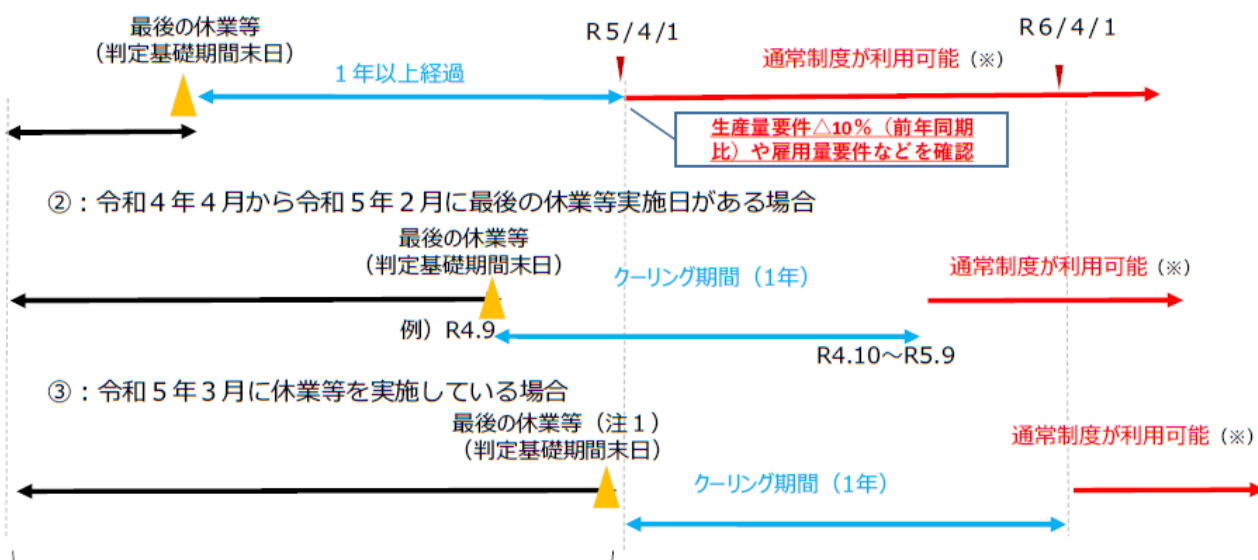 最後の休業等
（判定基礎期間末日）
R5/4/1
R6/4/1
１年以上経過
通常制度が利用可能（※）
生産量要件△10％（前年同期
比）や雇用量要件などを確認
②：令和４年４月から令和５年２月に最後の休業等実施日がある場合
最後の休業等
（判定基礎期間末日）
クーリング期間（1年）
通常制度が利用可能（※）
例）R4.9
R4.10～R5.9
③：令和５年３月に休業等を実施している場合
最後の休業等（注１）
（判定基礎期間末日）
通常制度が利用可能（※）
クーリング期間（1年）